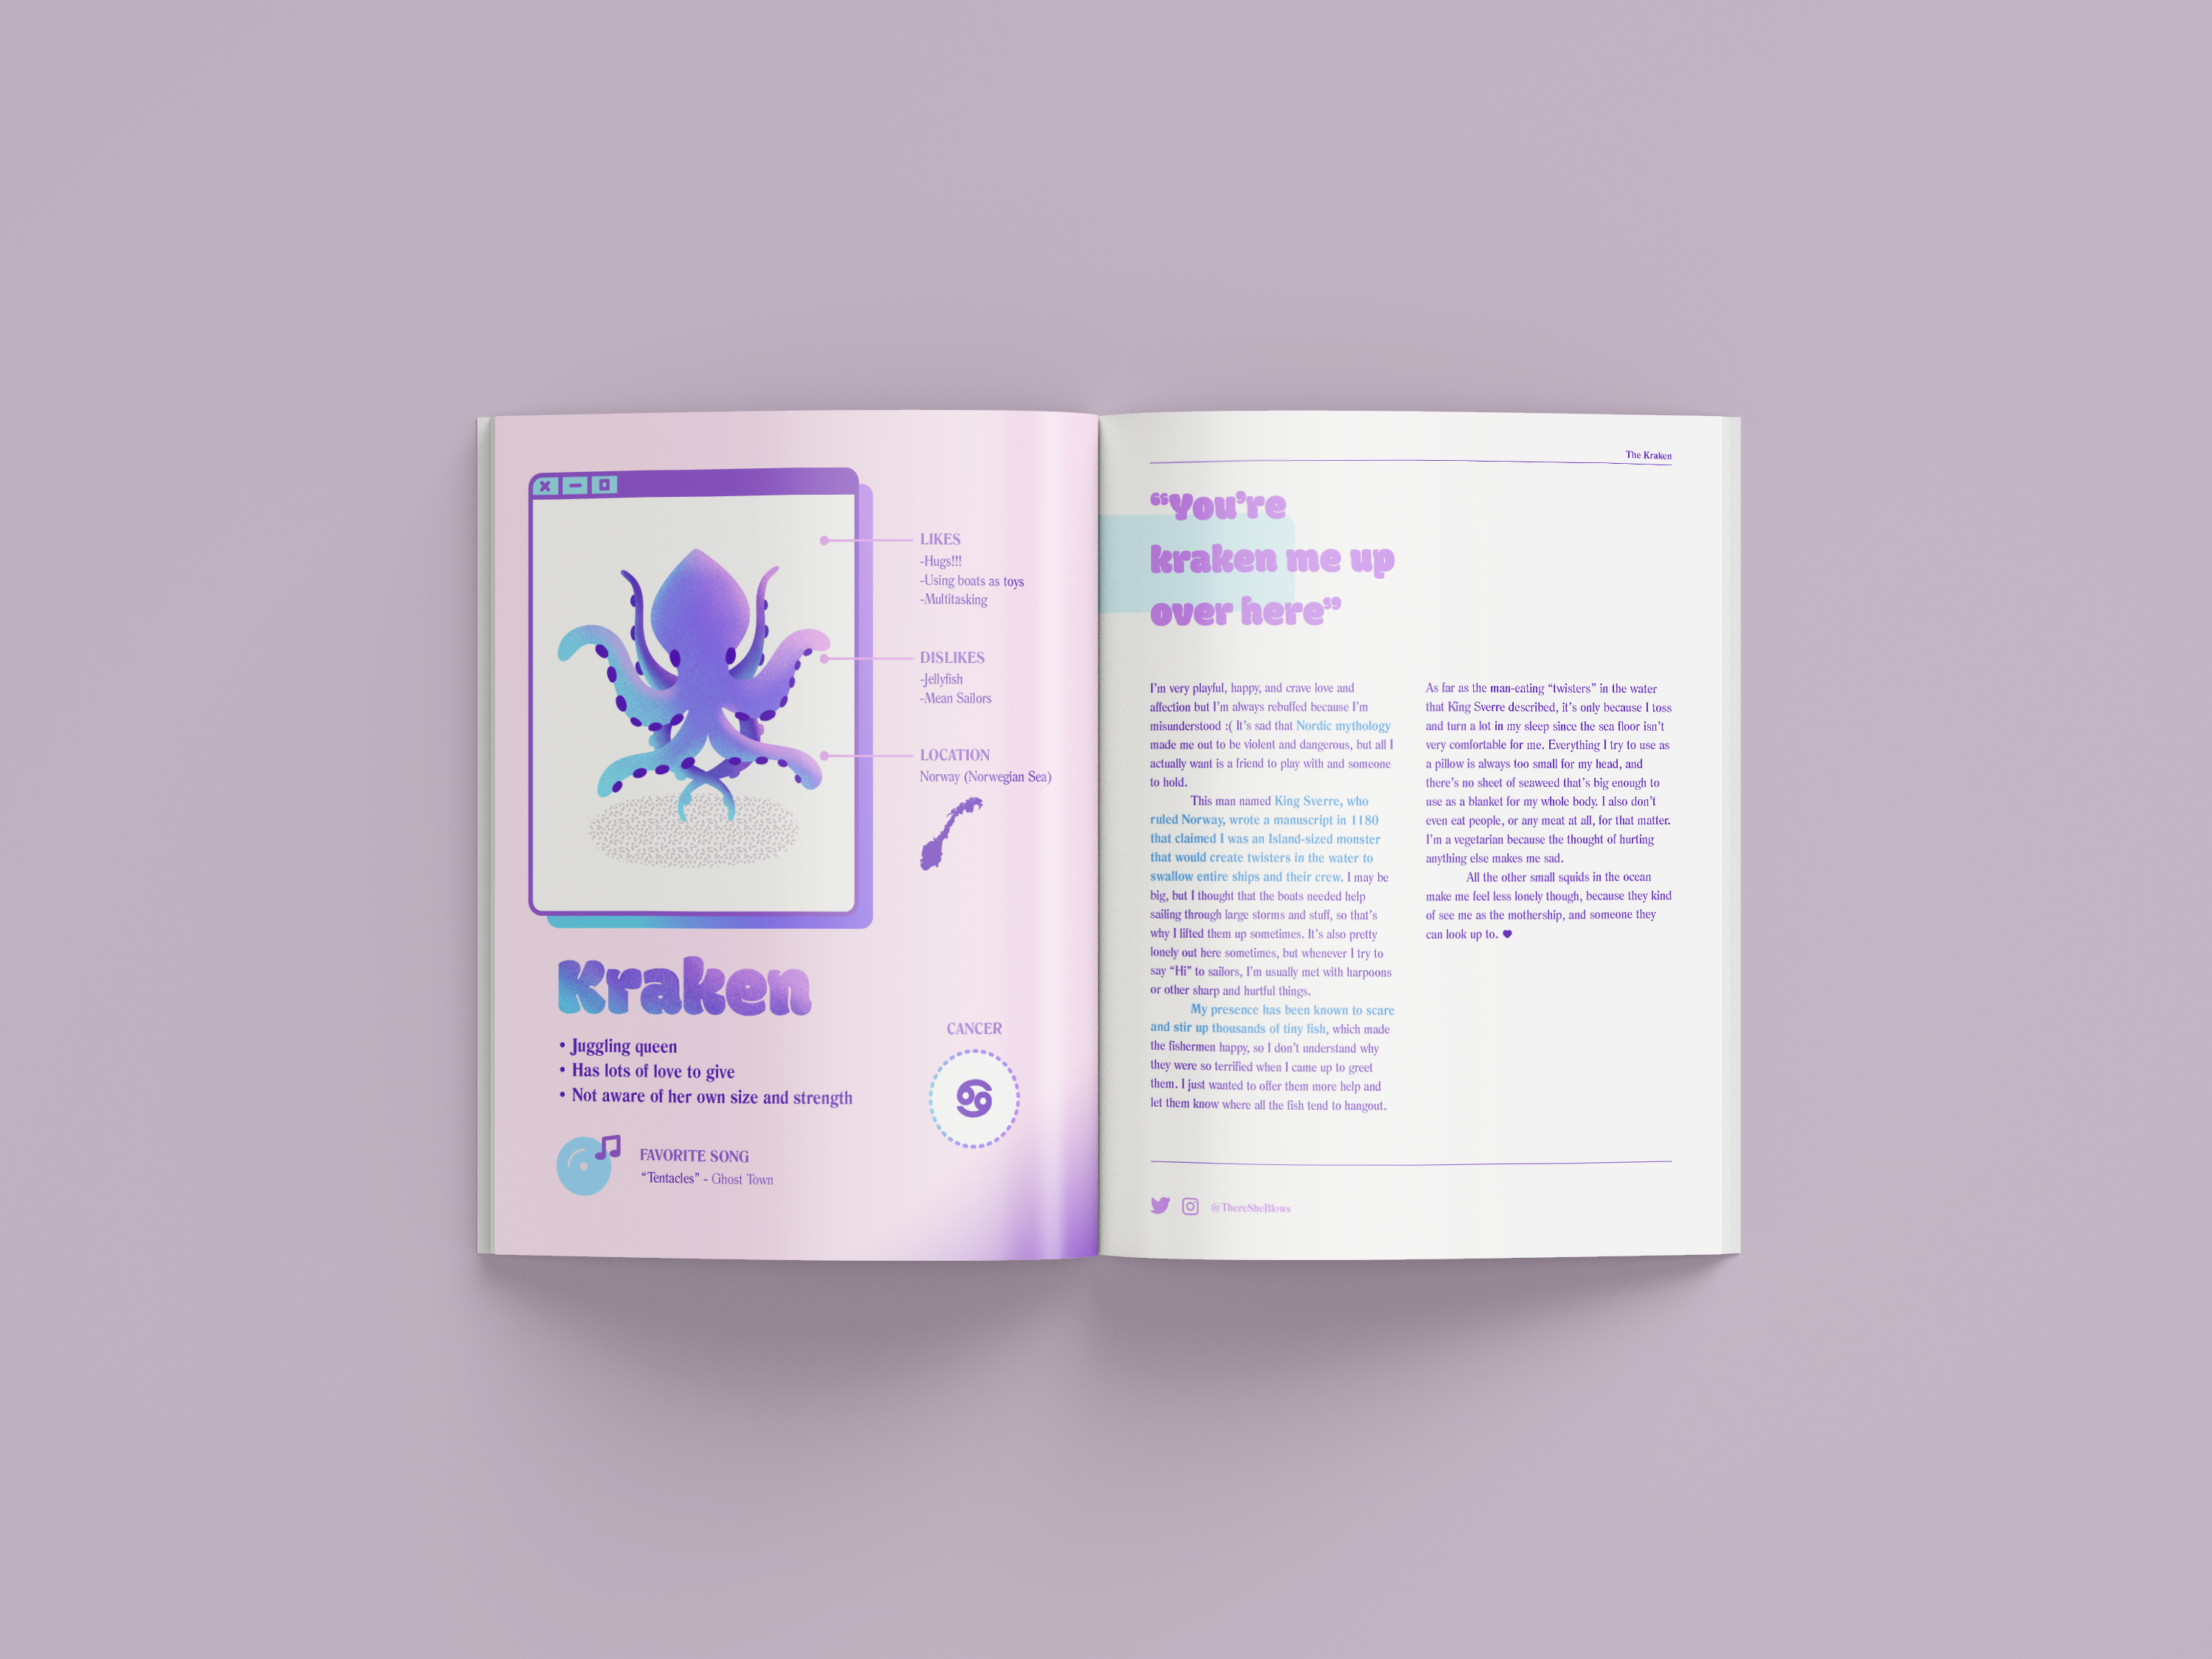 LIKES
-Hugs!!!
-Using boats as toys
-Multitasking
DISLIKES
-Jellyfish
-Mean Sailors
LOCATION
Norway (Norwegian Sea)
Kraken
• Juggling queen
• Has lots of love to give
• Not aware of her own size and strength
CANCER
FAVORITE SONG
“Tentacles” - Ghost Town
The Kraken
“You’re
kraken me up
over here”
I’m very playful, happy, and crave love and
affection but I’m always rebuffed because I’m
misunderstood :( It’s sad that Nordic mythology
made me out to be violent and dangerous, but all I
actually want is a friend to play with and someone
to hold.
This man named King Sverre, who
ruled Norway, wrote a manuscript in 1180
that claimed I was an Island-sized monster
that would create twisters in the water to
swallow entire ships and their crew. I may be
big, but I thought that the boats needed help
sailing through large storms and stuff, so that’s
why I lifted them up sometimes. It’s also pretty
lonely out here sometimes, but whenever I try to
say “Hi” to sailors, I’m usually met with harpoons
or other sharp and hurtful things.
My presence has been known to scare
and stir up thousands of tiny fish, which made
the fishermen happy, so I don’t understand why
they were so terrified when I came up to greet
them. I just wanted to offer them more help and
let them know where all the fish tend to hangout.
As far as the man-eating “twisters” in the water
that King Sverre described, it’s only because I toss
and turn a lot in my sleep since the sea floor isn’t
very comfortable for me. Everything I try to use as
a pillow is always too small for my head, and
there’s no sheet of seaweed that’s big enough to
use as a blanket for my whole body. I also don’t
even eat people, or any meat at all, for that matter.
I’m a vegetarian because the thought of hurting
anything else makes me sad.
All the other small squids in the ocean
make me feel less lonely though, because they kind
of see me as the mothership, and someone they
can look up to. ♥
@ThereSheBlows